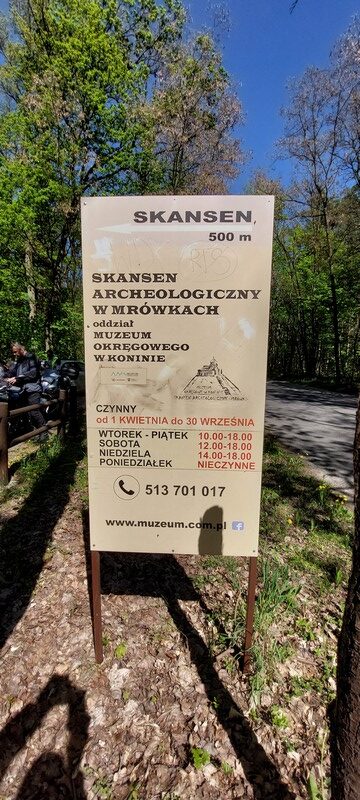 SKANSEN
500 m
SKANSEN
ARCHEOLOGICZNY
W MRÓWKACH
oddział
MUZEUM
OKRĘGOWEGO
W KONINIE
CZYNNY
od 1 KWIETNIA do 30 WRZEŚNIA
WTOREK - PIĄTEK 10.00-18.00
SOBOTA 12.00-18.00
NIEDZIELA 14.00-18.00
PONIEDZIAŁEK NIECZYNNE
513 701 017
www.muzeum.com.pl f